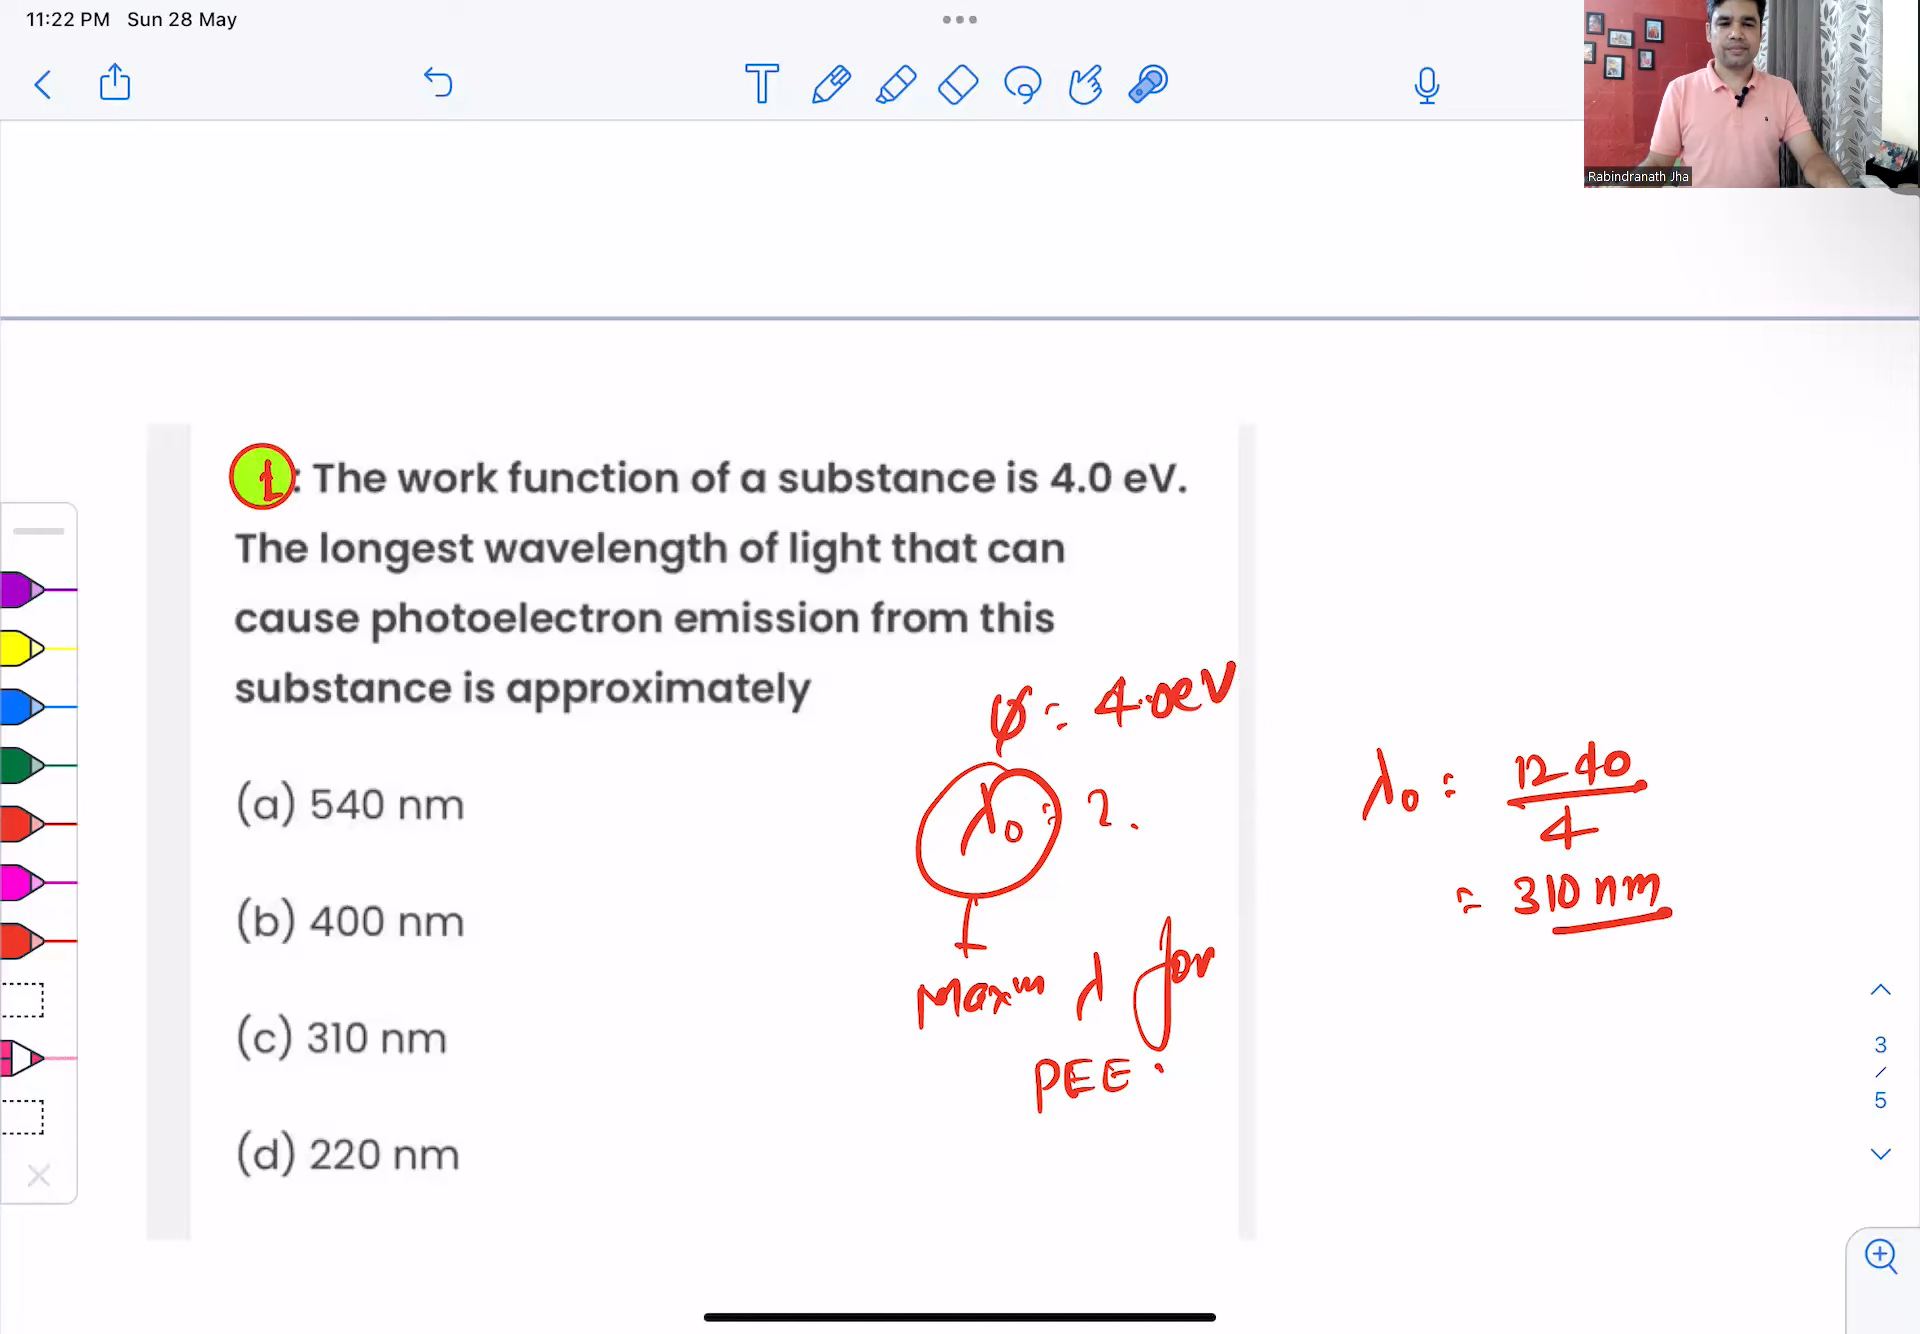 11:22 PM Sun 28 May
Rabindranath Jha
1: The work function of a substance is 4.0 eV.
The longest wavelength of light that can
cause photoelectron emission from this
substance is approximately
(a) 540 nm
(b) 400 nm
(c) 310 nm
(d) 220 nm
φ = 4.0eV
λ₀ = ?
Maxᵐ λ for
PEE.
λ₀ = 1240
4
= 310 nm
3
/
5